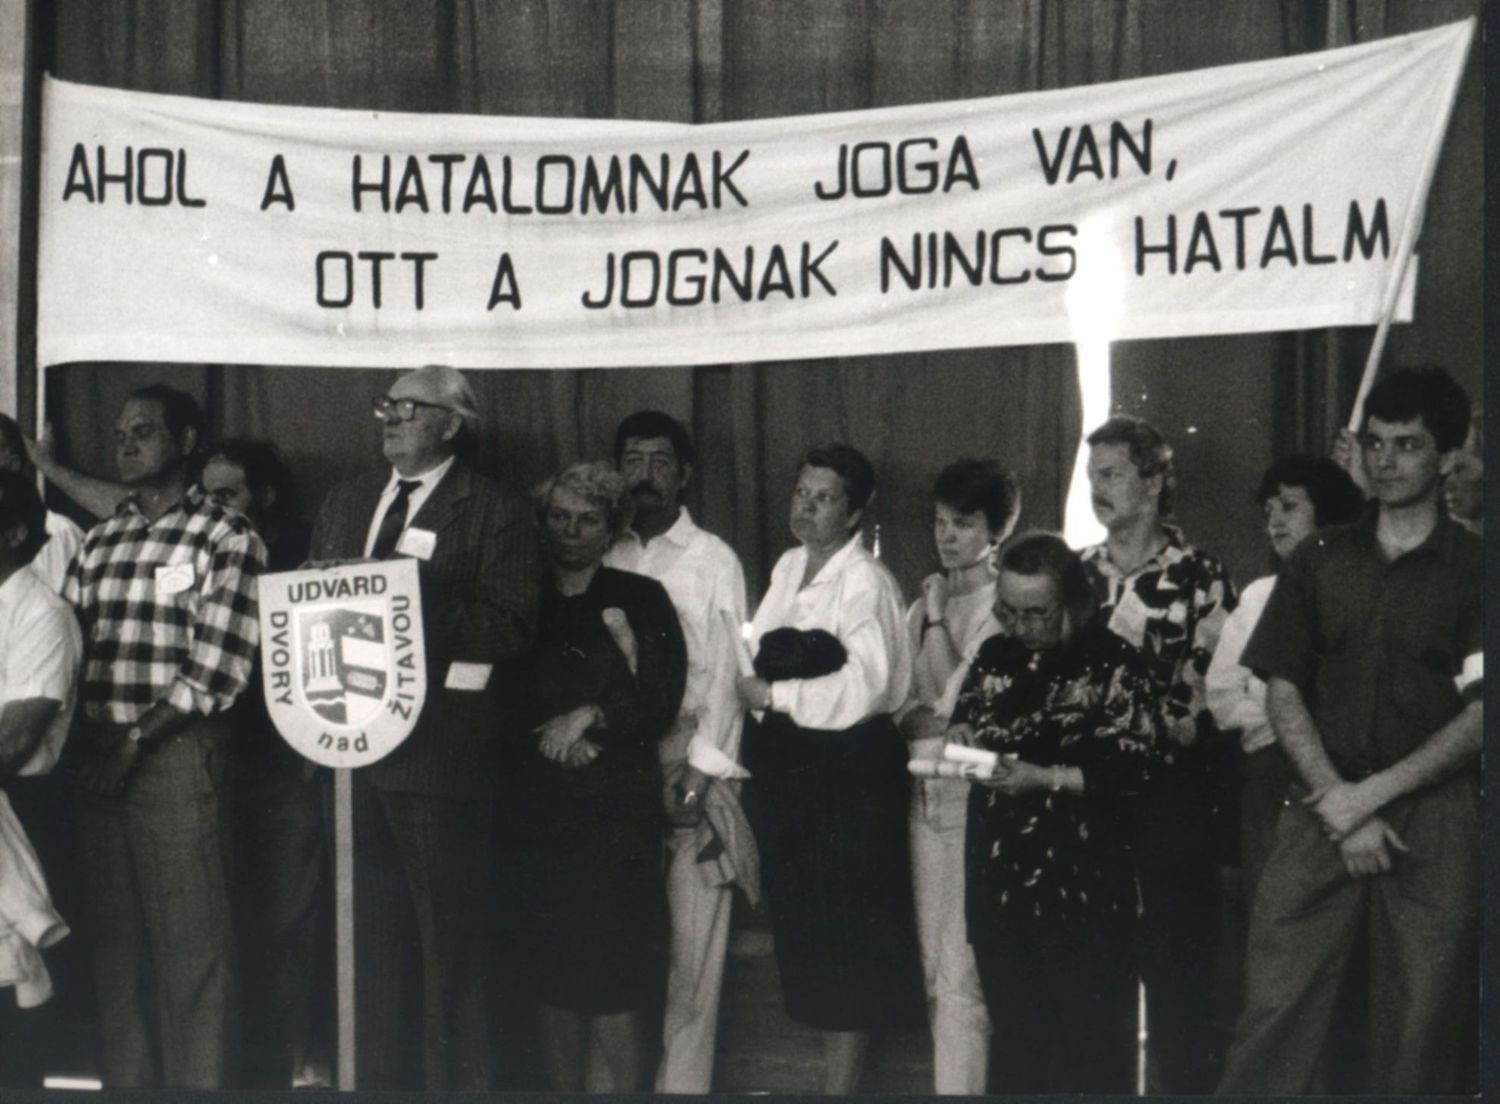 AHOL A HATALOMNAK JOGA VAN,
OTT A JOGNAK NINCS HATALM
UDVARD
DVORY
nad
ŽITAVOU